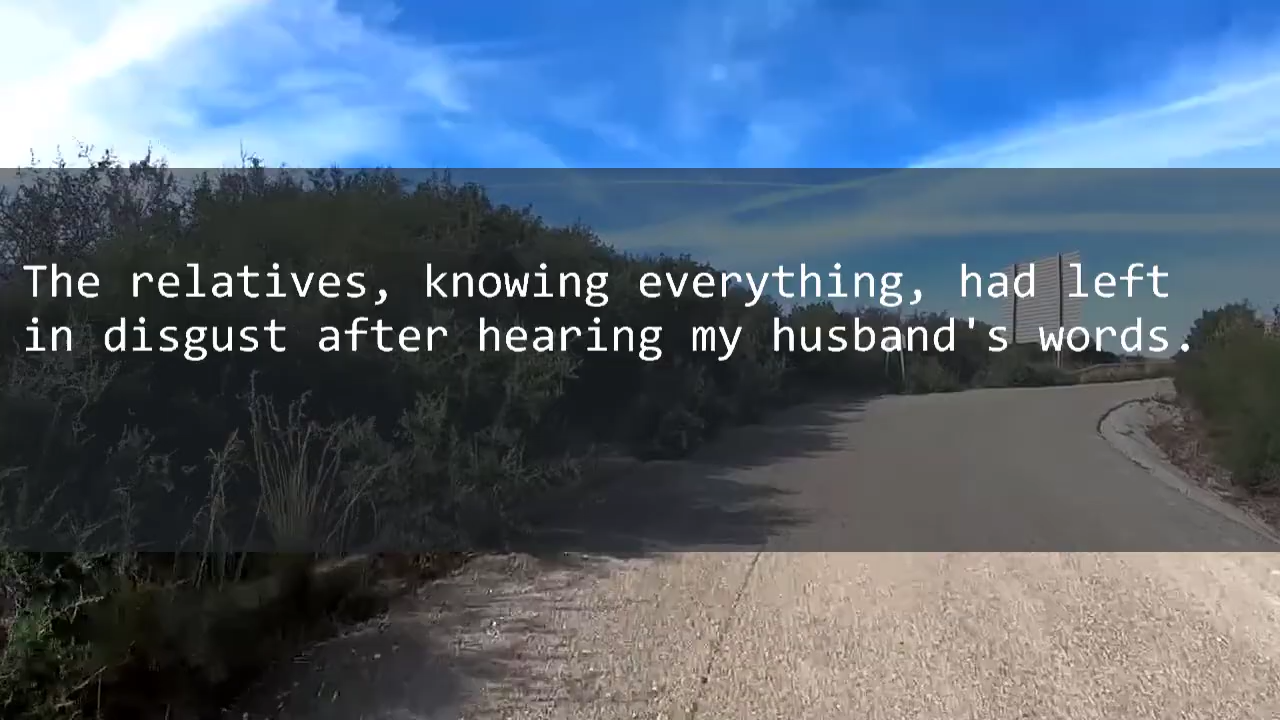 The relatives, knowing everything, had left
in disgust after hearing my husband's words.